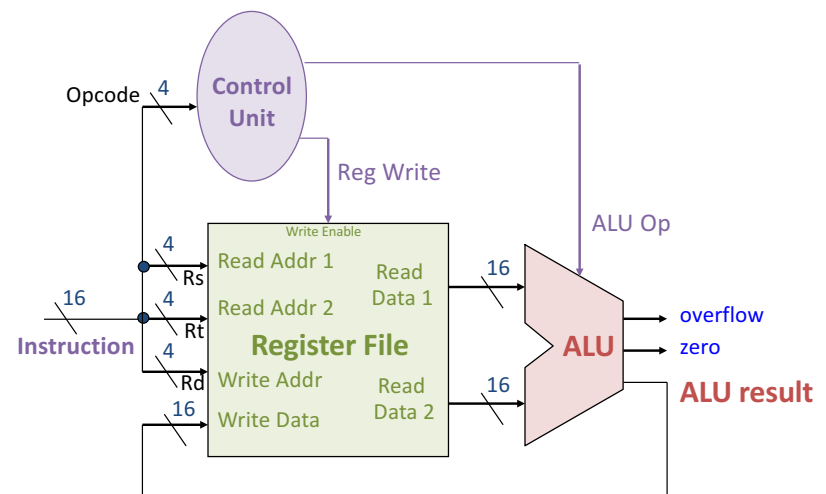 Opcode
4
Control
Unit
Reg Write
ALU Op
Write Enable
4
Rs
Read Addr 1
Read
Data 1
16
16
Instruction
4
Rt
Read Addr 2
Register File
ALU
overflow
zero
ALU result
4
Rd
Write Addr
Read
Data 2
16
16
Write Data